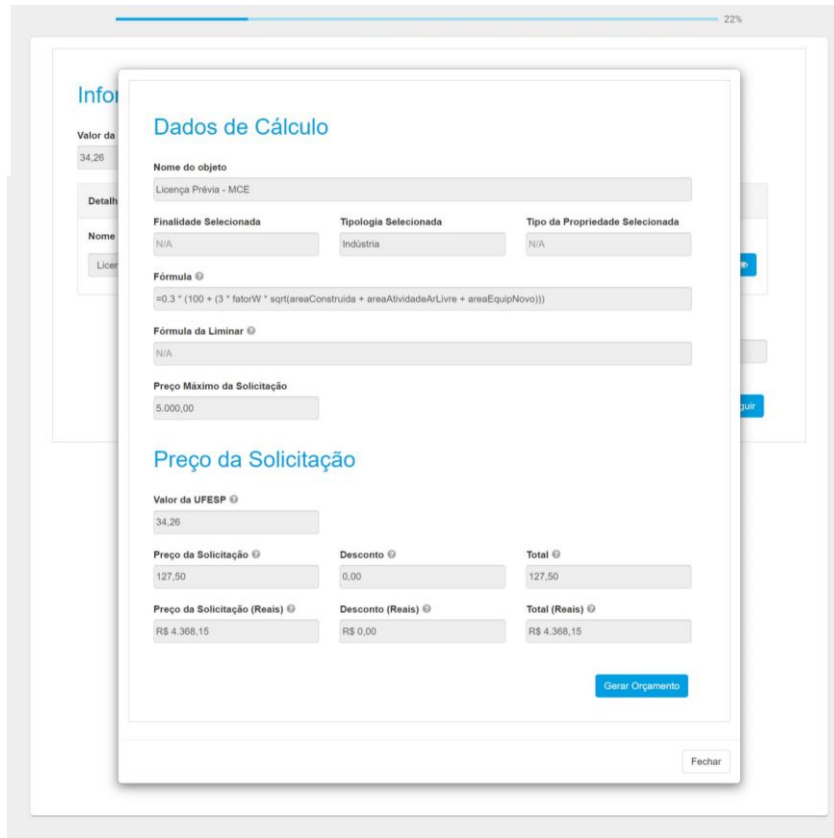 22%
Infor
Valor da
34,26
Detalh
Nome
Licen
guir
Dados de Cálculo
Nome do objeto
Licença Prévia - MCE
Finalidade Selecionada Tipologia Selecionada Tipo da Propriedade Selecionada
N/A Indústria N/A
Fórmula
=0.3 * (100 + (3 * fatorW * sqrt(areaConstruida + areaAtividadeArLivre + areaEquipNovo)))
Fórmula da Liminar
N/A
Preço Máximo da Solicitação
5.000,00
Preço da Solicitação
Valor da UFESP
34,26
Preço da Solicitação Desconto Total
127,50 0,00 127,50
Preço da Solicitação (Reais) Desconto (Reais) Total (Reais)
R$ 4.368,15 R$ 0,00 R$ 4.368,15
Gerar Orçamento
Fechar